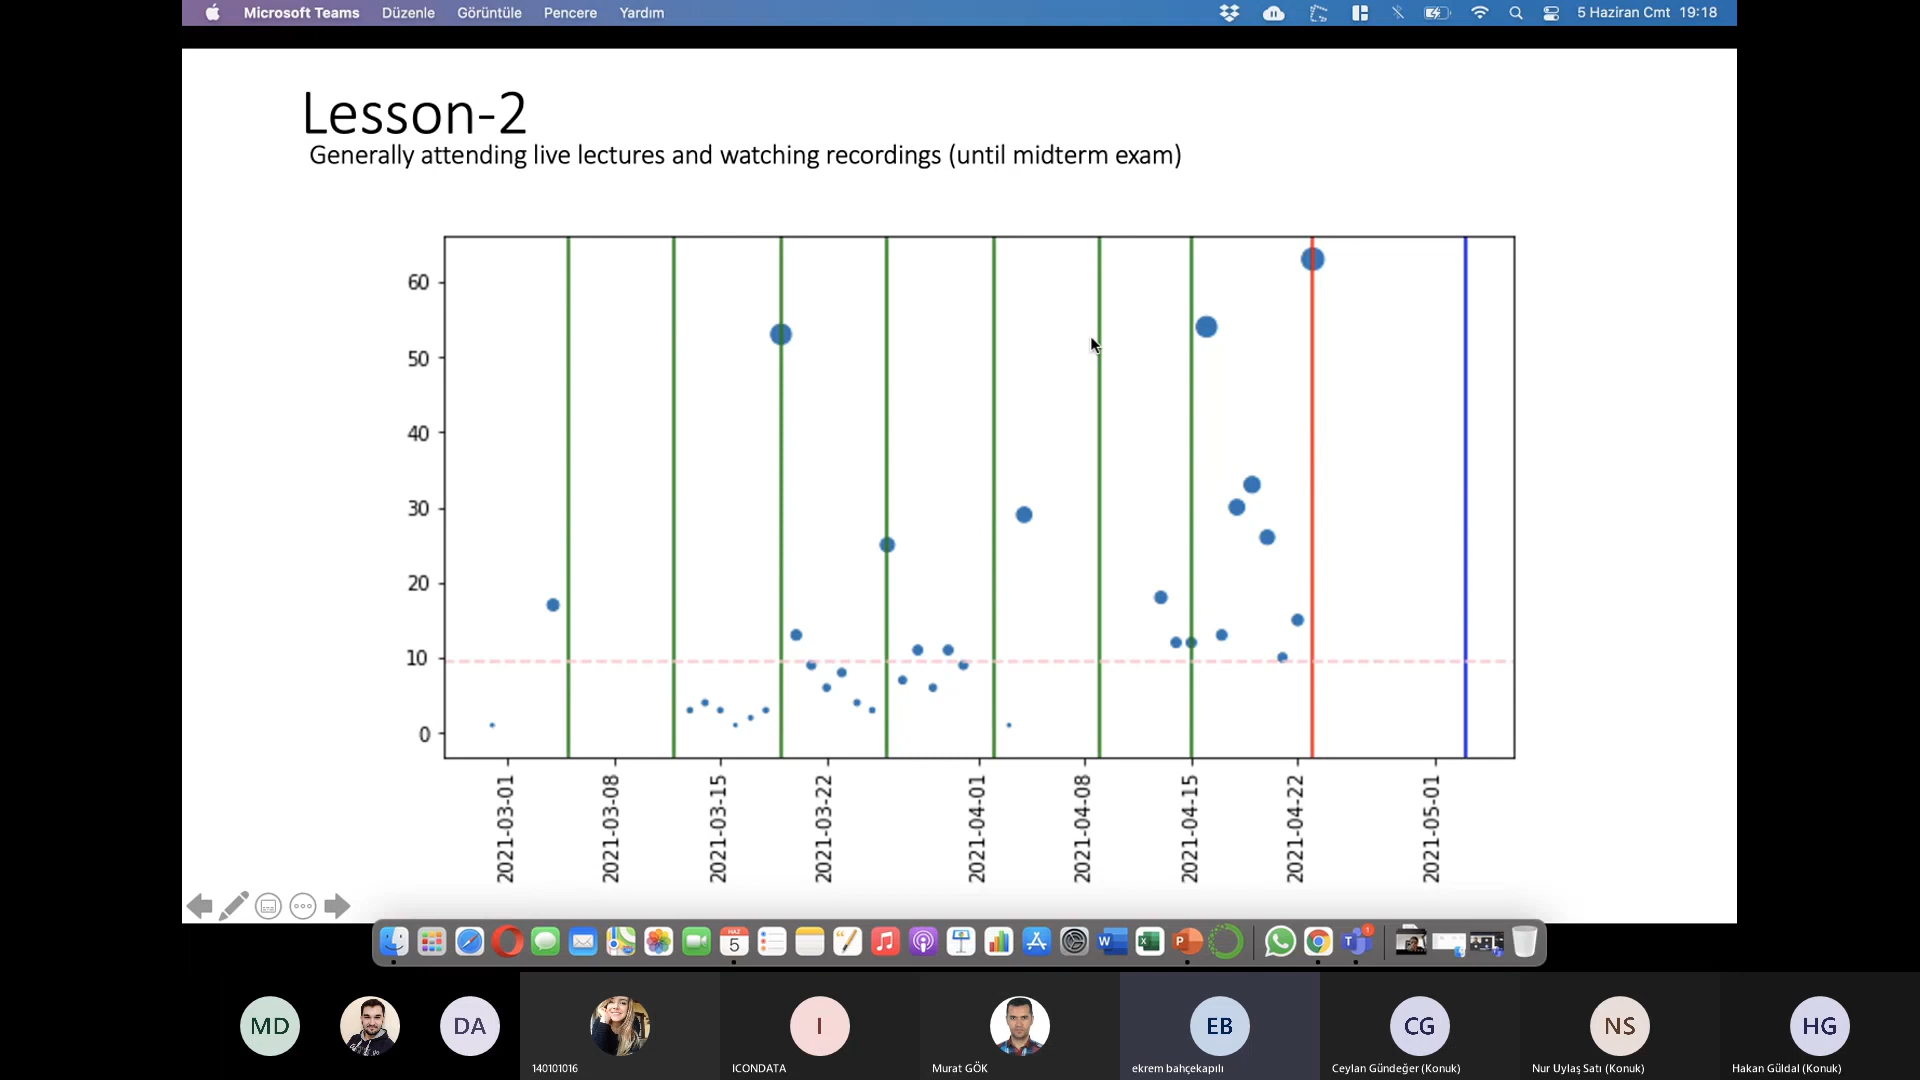 Microsoft Teams Düzenle Görüntüle Pencere Yardım 5 Haziran Cmt 19:18
Lesson-2
Generally attending live lectures and watching recordings (until midterm exam)
60
50
40
30
20
10
0
2021-03-01
2021-03-08
2021-03-15
2021-03-22
2021-04-01
2021-04-08
2021-04-15
2021-04-22
2021-05-01
HAZ
5
W
X
P
T
1
MD
DA
I
EB
CG
NS
HG
140101016
ICONDATA
Murat GÖK
ekrem bahçekapılı
Ceylan Gündeğer (Konuk)
Nur Uylaş Satı (Konuk)
Hakan Güldal (Konuk)